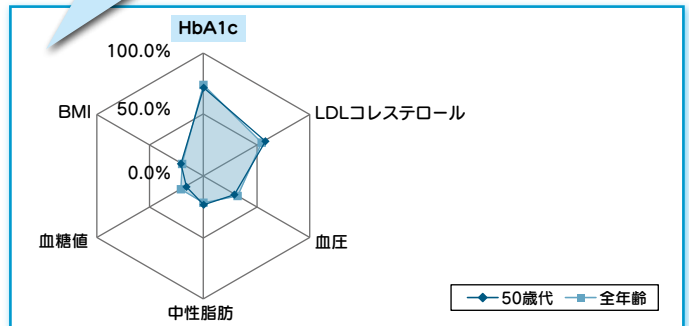 HbA1c
100.0%
BMI
50.0%
LDLコレステロール
0.0%
血糖値
血圧
中性脂肪
50歳代
全年齢